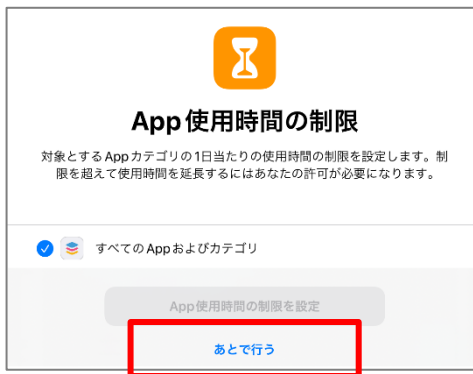 App使用時間の制限
対象とするAppカテゴリの1日当たりの使用時間の制限を設定します。制
限を超えて使用時間を延長するにはあなたの許可が必要になります。
すべてのAppおよびカテゴリ
App使用時間の制限を設定
あとで行う